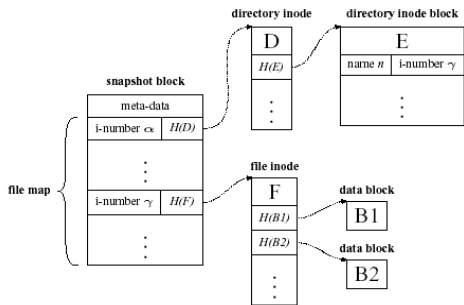 directory inode
D
H(E)
directory inode block
E
name n
i-number γ
snapshot block
meta-data
i-number α
H(D)
i-number γ
H(F)
file map
file inode
F
H(B1)
H(B2)
data block
B1
data block
B2